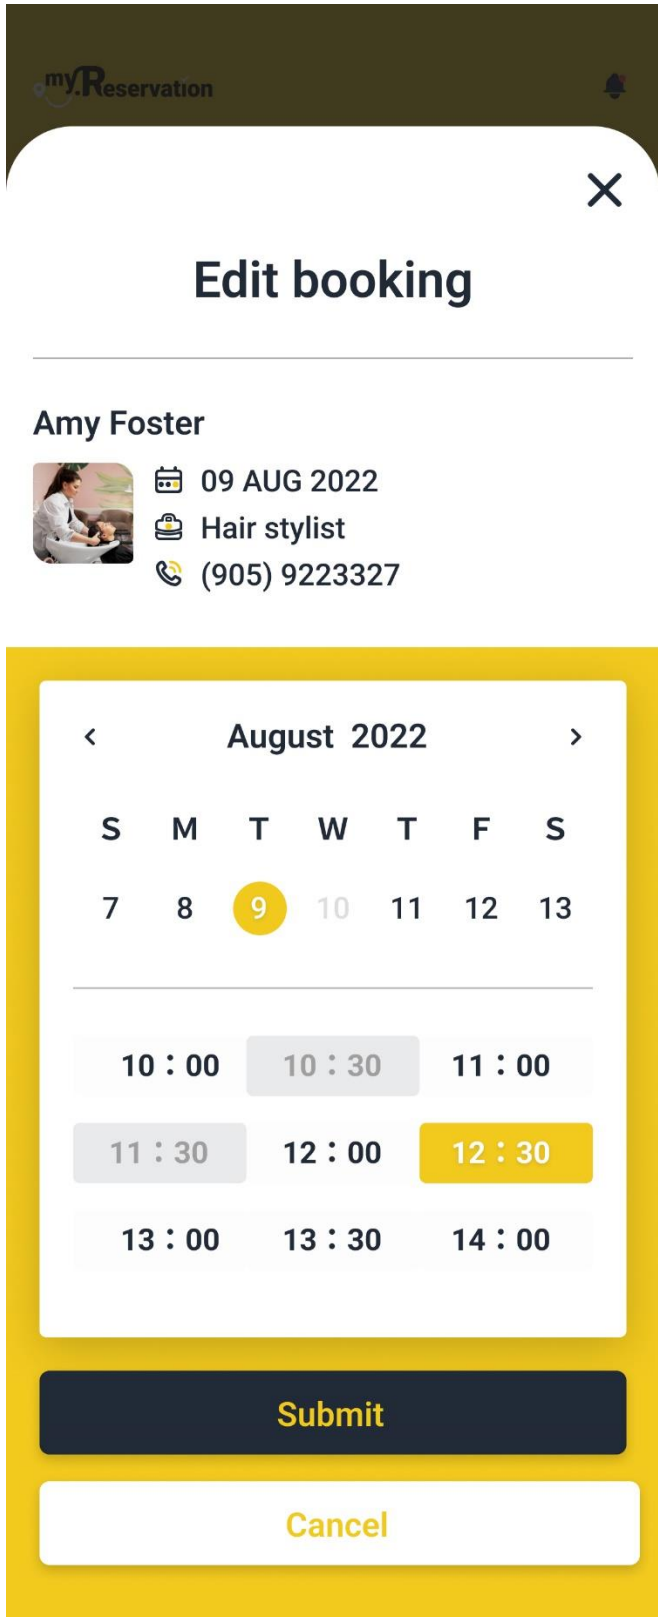 my.Reservation
Edit booking
Amy Foster
09 AUG 2022
Hair stylist
(905) 9223327
August 2022
S M T W T F S
7 8 9 10 11 12 13
10 : 00 10 : 30 11 : 00
11 : 30 12 : 00 12 : 30
13 : 00 13 : 30 14 : 00
Submit
Cancel